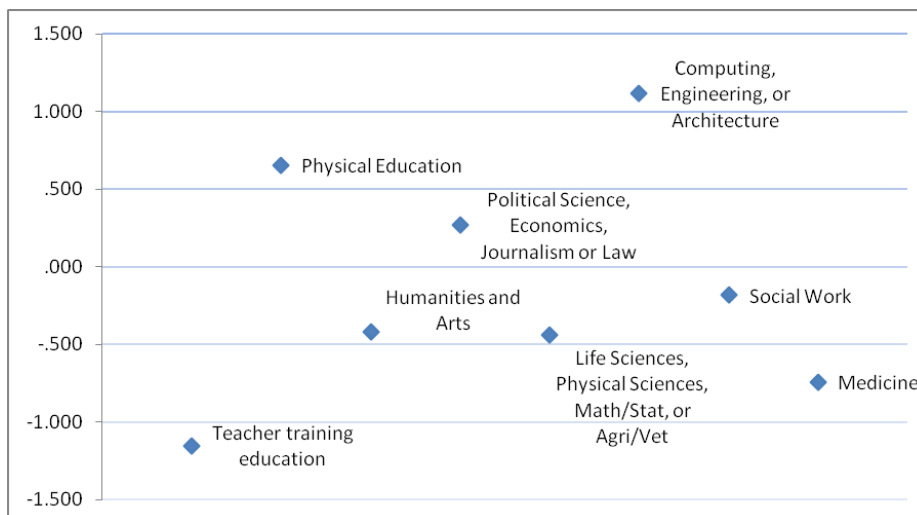 1.500
Computing,
Engineering, or
Architecture
1.000
Physical Education
.500
Political Science,
Economics,
Journalism or Law
.000
Humanities and
Arts
Social Work
-.500
Life Sciences,
Physical Sciences,
Math/Stat, or
Agri/Vet
Medicine
-1.000
Teacher training
education
-1.500